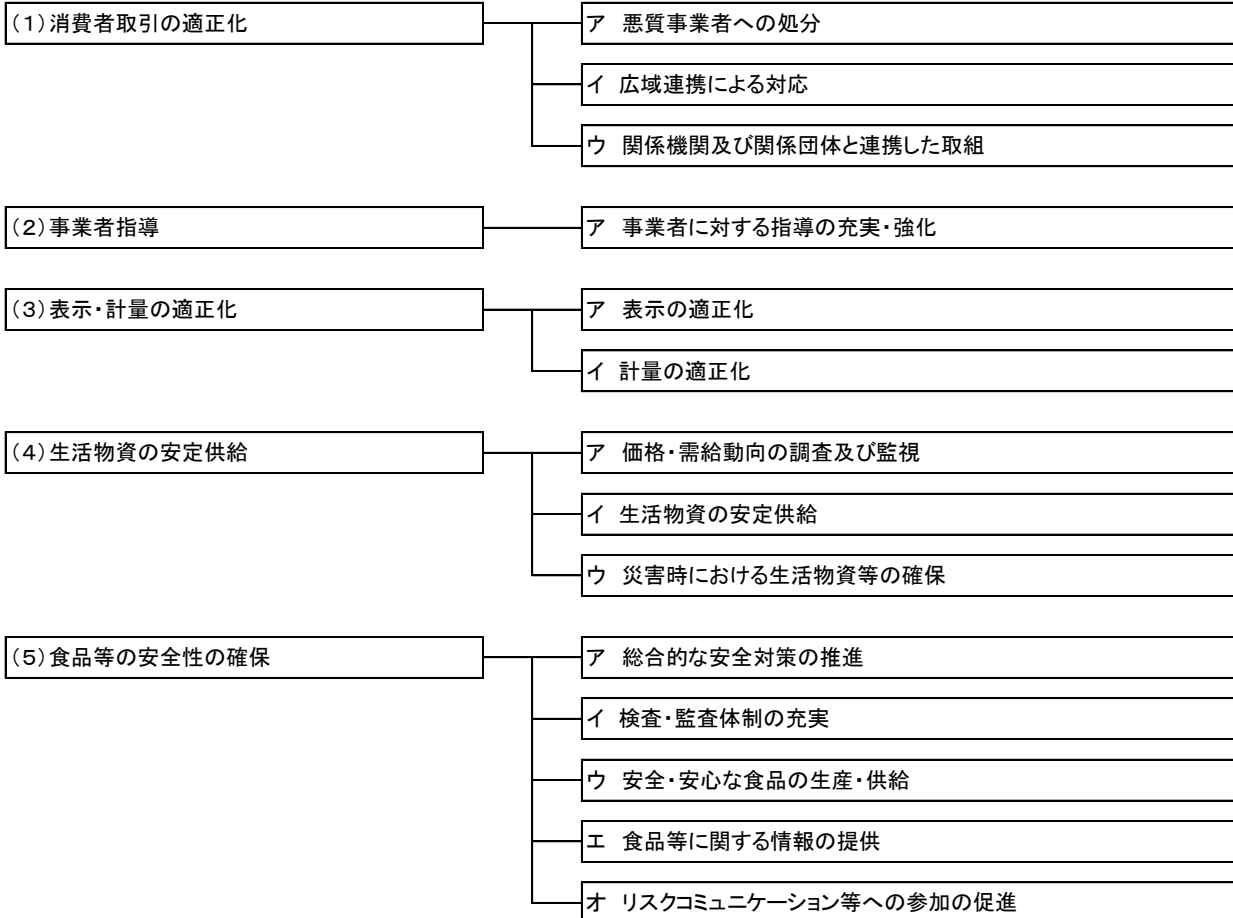 (1)消費者取引の適正化
ア 悪質事業者への処分
イ 広域連携による対応
ウ 関係機関及び関係団体と連携した取組
(2)事業者指導
ア 事業者に対する指導の充実・強化
(3)表示・計量の適正化
ア 表示の適正化
イ 計量の適正化
(4)生活物資の安定供給
ア 価格・需給動向の調査及び監視
イ 生活物資の安定供給
ウ 災害時における生活物資等の確保
(5)食品等の安全性の確保
ア 総合的な安全対策の推進
イ 検査・監査体制の充実
ウ 安全・安心な食品の生産・供給
エ 食品等に関する情報の提供
オ リスクコミュニケーション等への参加の促進